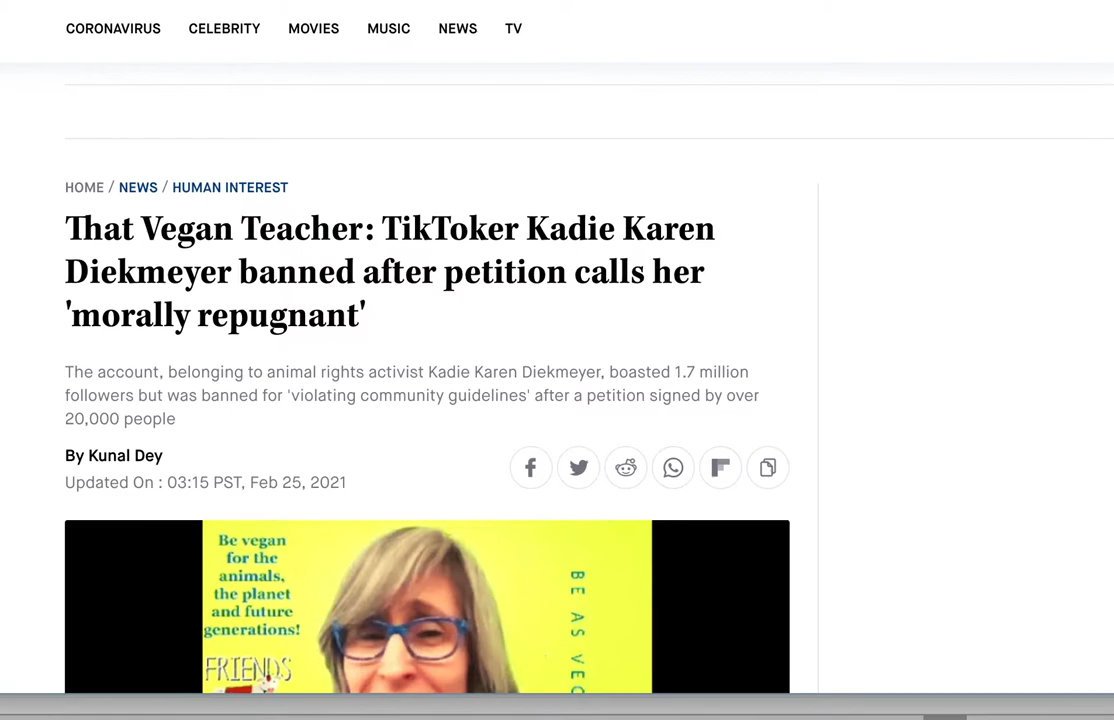 CORONAVIRUS CELEBRITY MOVIES MUSIC NEWS TV
HOME / NEWS / HUMAN INTEREST
That Vegan Teacher: TikToker Kadie Karen
Diekmeyer banned after petition calls her
'morally repugnant'
The account, belonging to animal rights activist Kadie Karen Diekmeyer, boasted 1.7 million
followers but was banned for 'violating community guidelines' after a petition signed by over
20,000 people
By Kunal Dey
Updated On : 03:15 PST, Feb 25, 2021
Be vegan
for the
animals,
the planet
and future
generations!
FRIENDS
BE AS VEG